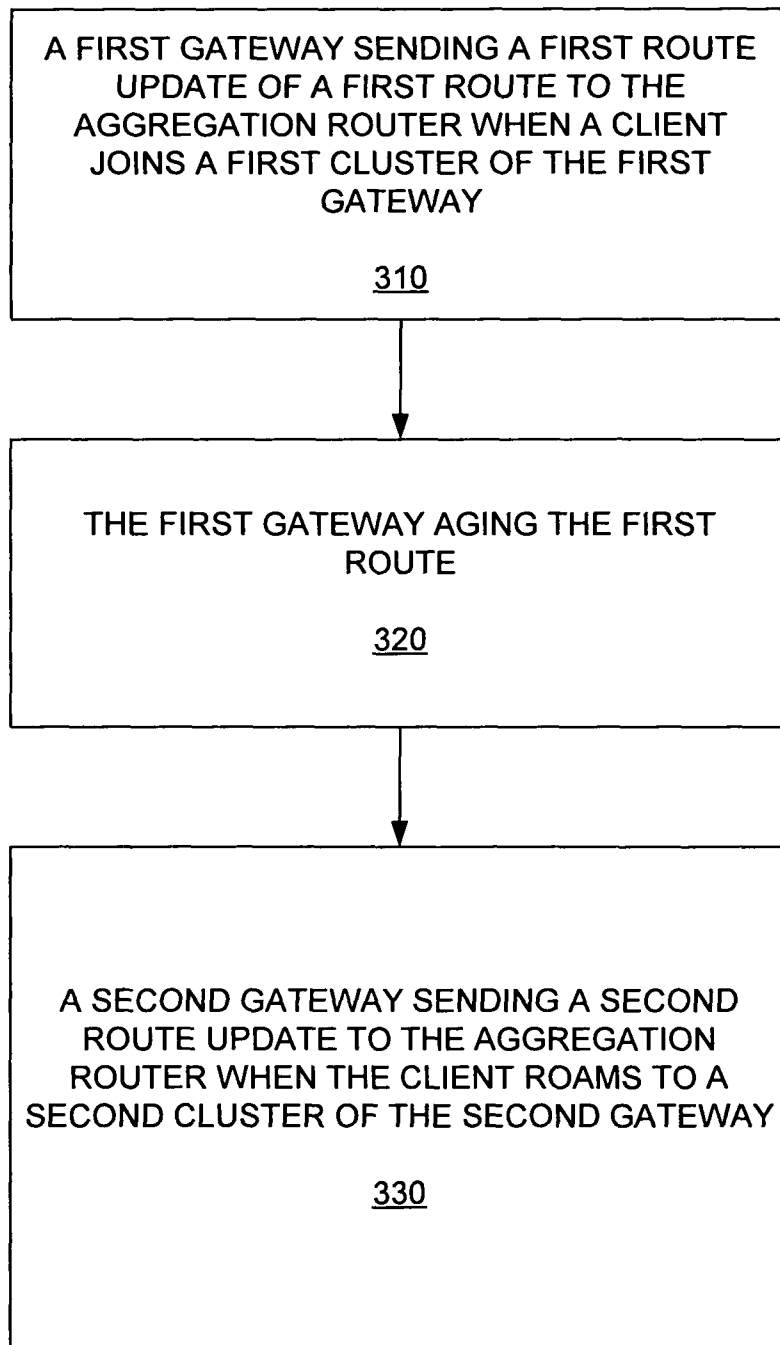 A FIRST GATEWAY SENDING A FIRST ROUTE
UPDATE OF A FIRST ROUTE TO THE
AGGREGATION ROUTER WHEN A CLIENT
JOINS A FIRST CLUSTER OF THE FIRST
GATEWAY
310
THE FIRST GATEWAY AGING THE FIRST
ROUTE
320
A SECOND GATEWAY SENDING A SECOND
ROUTE UPDATE TO THE AGGREGATION
ROUTER WHEN THE CLIENT ROAMS TO A
SECOND CLUSTER OF THE SECOND GATEWAY
330